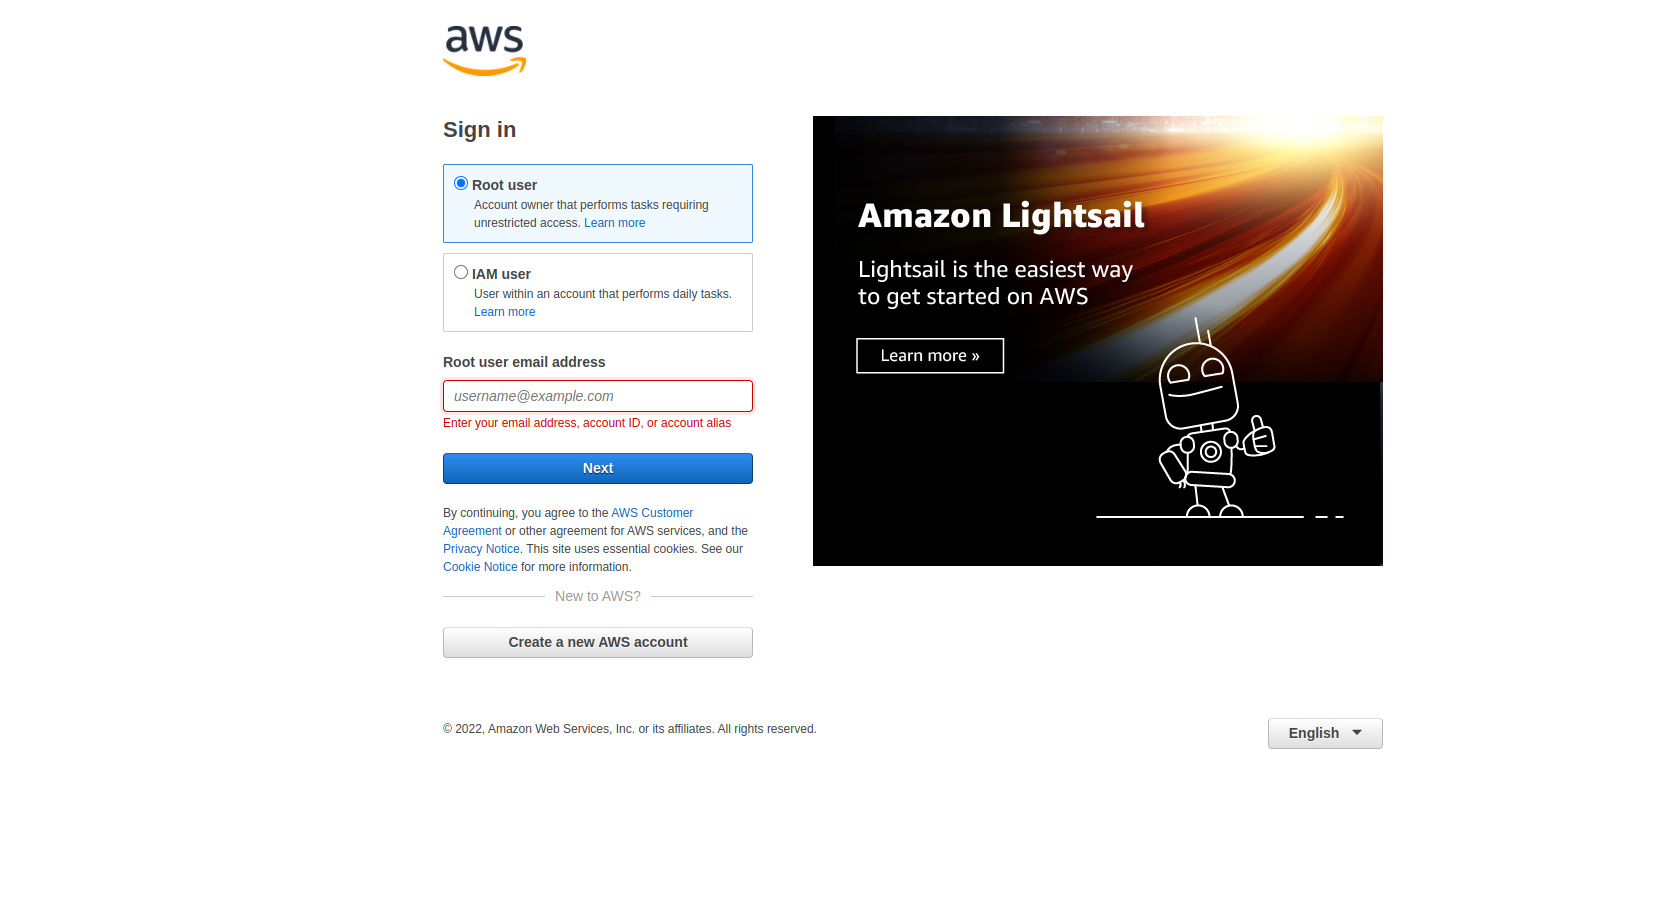 aws
Sign in
Root user
Account owner that performs tasks requiring
unrestricted access. Learn more
IAM user
User within an account that performs daily tasks.
Learn more
Root user email address
username@example.com
Enter your email address, account ID, or account alias
Next
By continuing, you agree to the AWS Customer
Agreement or other agreement for AWS services, and the
Privacy Notice. This site uses essential cookies. See our
Cookie Notice for more information.
New to AWS?
Create a new AWS account
Amazon Lightsail
Lightsail is the easiest way
to get started on AWS
Learn more »
© 2022, Amazon Web Services, Inc. or its affiliates. All rights reserved.
English